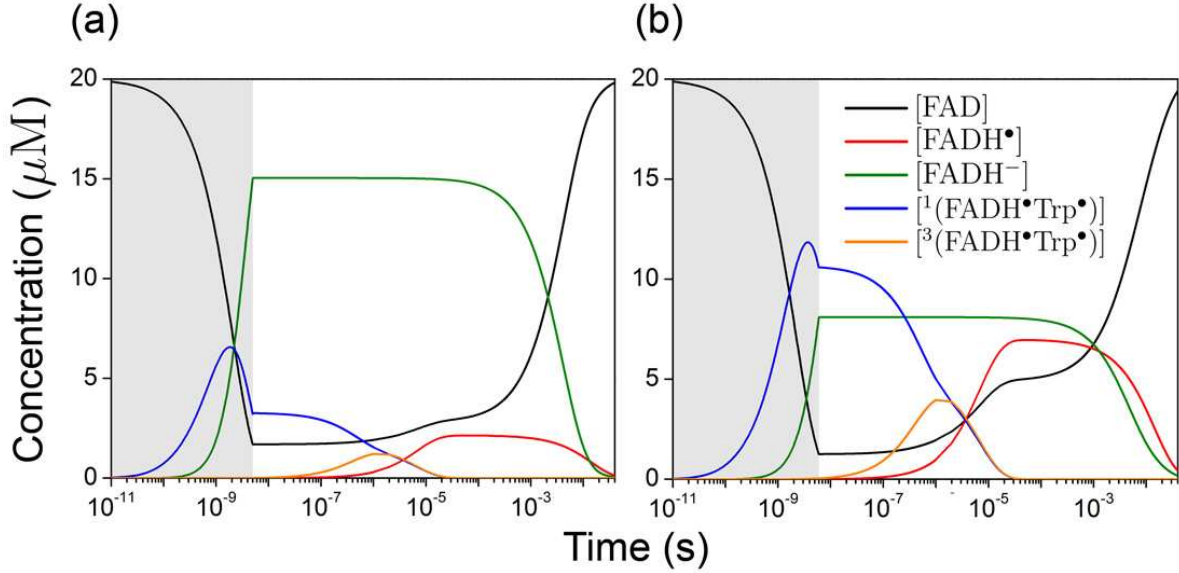 (a) (b)
20 20
15 15
10 10
5 5
0 0
10⁻¹¹ 10⁻⁹ 10⁻⁷ 10⁻⁵ 10⁻³ 10⁻¹¹ 10⁻⁹ 10⁻⁷ 10⁻⁵ 10⁻³
Concentration (μM)
Time (s)
[FAD]
[FADH•]
[FADH⁻]
[¹(FADH•Trp•)]
[³(FADH•Trp•)]